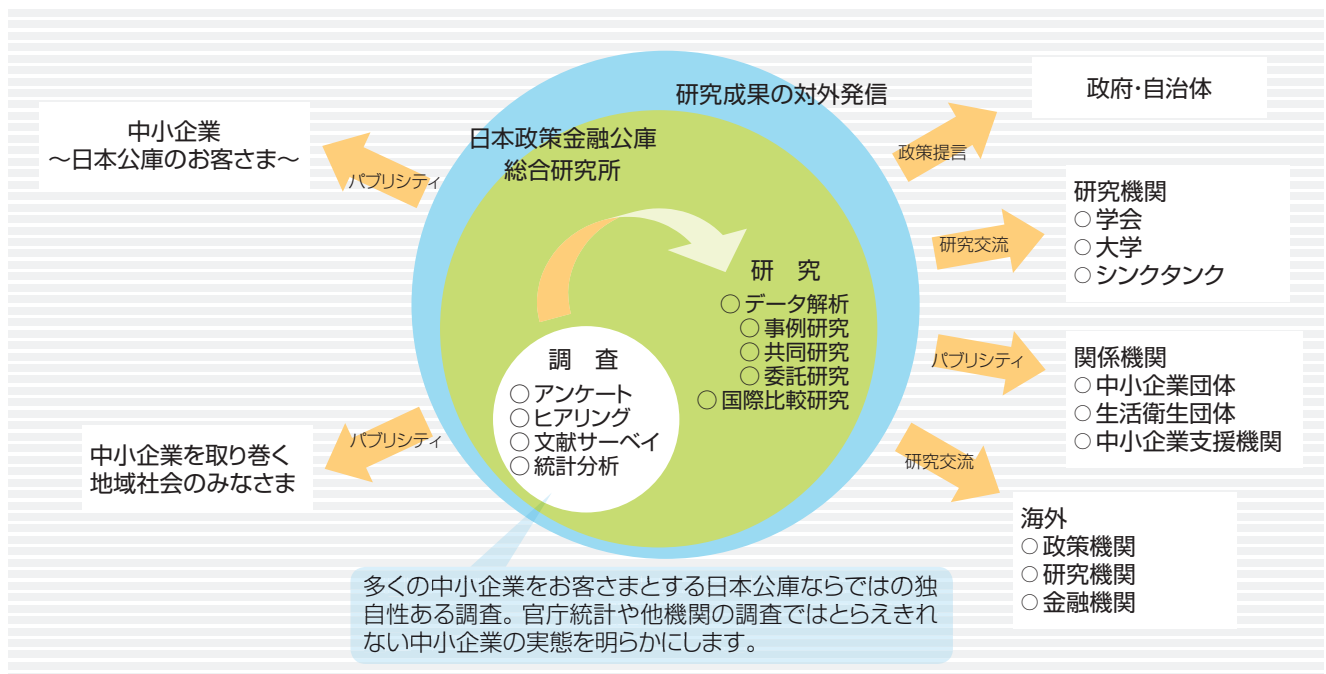 研究成果の対外発信
日本政策金融公庫
総合研究所
調 査
○アンケート
○ヒアリング
○文献サーベイ
○統計分析
研 究
○データ解析
○事例研究
○共同研究
○委託研究
○国際比較研究
パブリシティ
中小企業
～日本公庫のお客さま～
パブリシティ
中小企業を取り巻く
地域社会のみなさま
政策提言
政府・自治体
研究交流
研究機関
○学会
○大学
○シンクタンク
パブリシティ
関係機関
○中小企業団体
○生活衛生団体
○中小企業支援機関
研究交流
海外
○政策機関
○研究機関
○金融機関
多くの中小企業をお客さまとする日本公庫ならではの独
自性ある調査。官庁統計や他機関の調査ではとらえきれ
ない中小企業の実態を明らかにします。